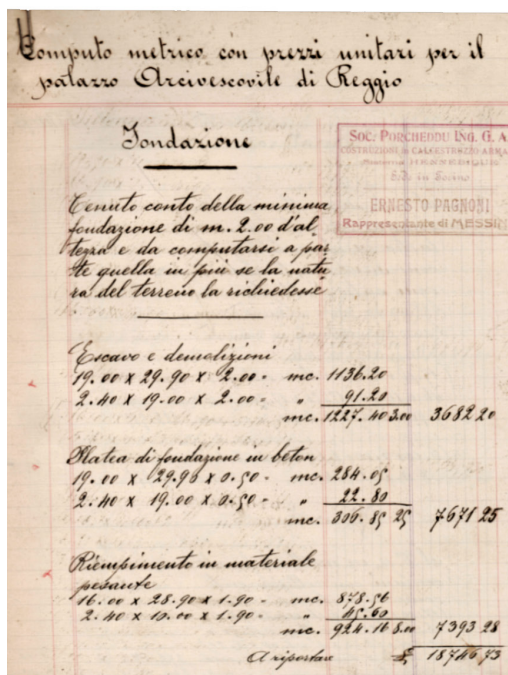 Computo metrico con prezzi unitari per il
palazzo Arcivescovile di Reggio
Fondazione
SOC. PORCHEDDU ING. G. A.
COSTRUZIONI IN CALCESTRUZZO ARMA
Sede in Torino
ERNESTO PAGNONI
Rappresentante di MESSIN
Tenuto conto della minima
fondazione di m. 2.00 d'al
tezza e da computarsi a par
te quella in più se la natu
ra del terreno la richiedesse
Escavo e demolizioni
19.00 x 29.90 x 2.00 - mc. 1136.20
2.40 x 19.00 x 2.00 - " 91.20
mc. 1227.40 3.00 3682 20
Platea di fondazione in beton
19.00 x 29.90 x 0.50 - mc. 284.05
2.40 x 19.00 x 0.50 - " 22.80
mc. 306.85 25 7671 25
Riempimento in materiale
pesante
16.00 x 28.90 x 1.90 - mc. 878.56
2.40 x 10.00 x 1.90 - " 45.60
mc. 924.16 8.00 7393 28
A riportare £ 18746,73